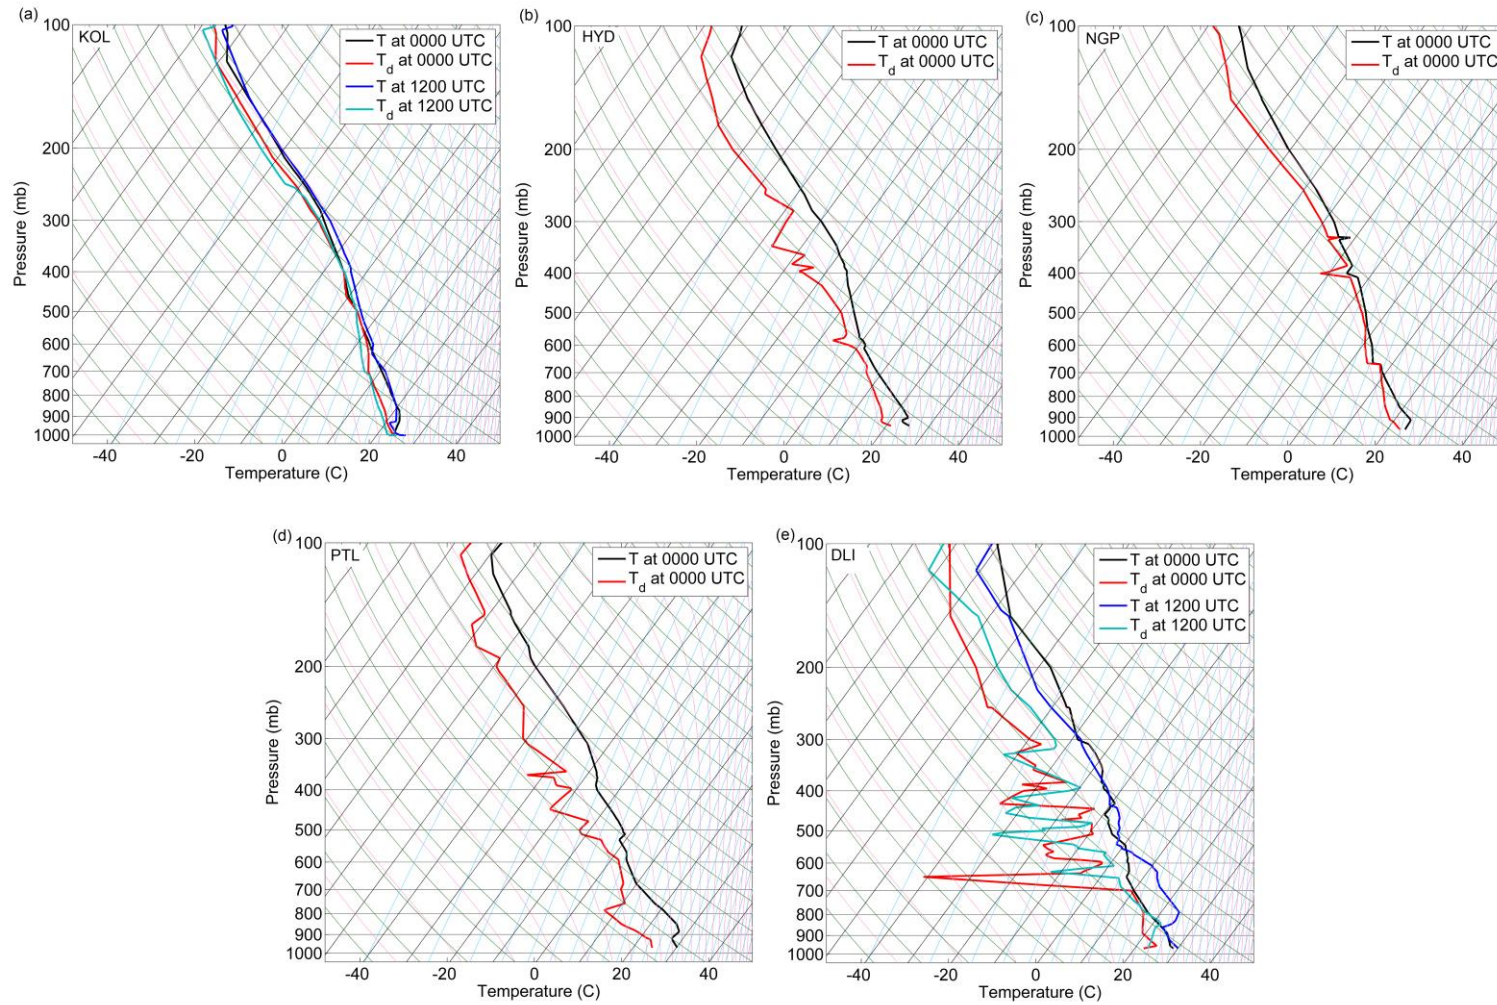 (a)
KOL
T at 0000 UTC
Td at 0000 UTC
T at 1200 UTC
Td at 1200 UTC
Pressure (mb)
100
200
300
400
500
600
700
800
900
1000
-40 -20 0 20 40
Temperature (C)
(b)
HYD
T at 0000 UTC
Td at 0000 UTC
Pressure (mb)
100
200
300
400
500
600
700
800
900
1000
-40 -20 0 20 40
Temperature (C)
(c)
NGP
T at 0000 UTC
Td at 0000 UTC
Pressure (mb)
100
200
300
400
500
600
700
800
900
1000
-40 -20 0 20 40
Temperature (C)
(d)
PTL
T at 0000 UTC
Td at 0000 UTC
Pressure (mb)
100
200
300
400
500
600
700
800
900
1000
-40 -20 0 20 40
Temperature (C)
(e)
DLI
T at 0000 UTC
Td at 0000 UTC
T at 1200 UTC
Td at 1200 UTC
Pressure (mb)
100
200
300
400
500
600
700
800
900
1000
-40 -20 0 20 40
Temperature (C)